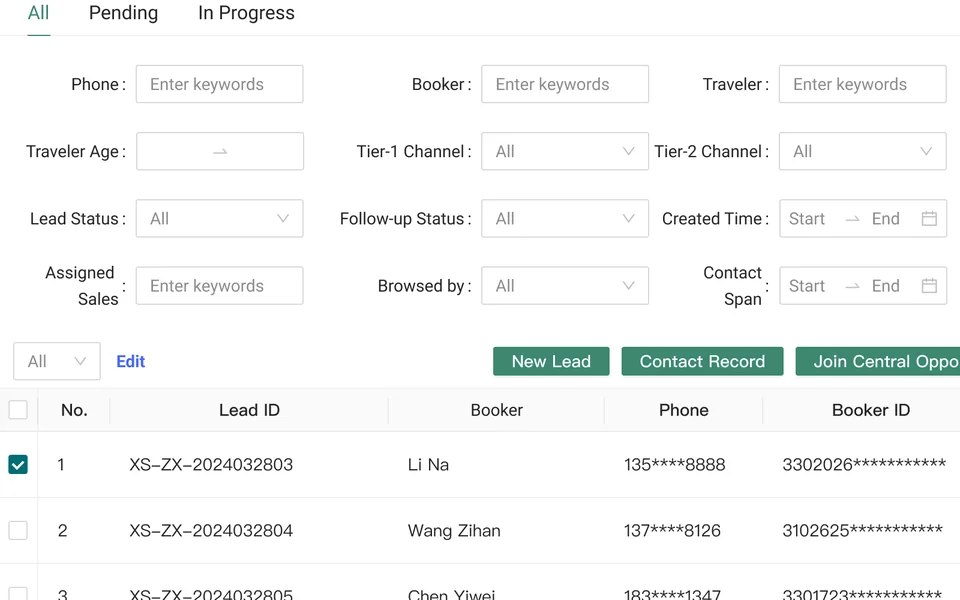 All Pending In Progress
Phone : Enter keywords Booker : Enter keywords Traveler : Enter keywords
Traveler Age : Tier-1 Channel : All Tier-2 Channel : All
Lead Status : All Follow-up Status : All Created Time : Start End
Assigned Sales : Enter keywords Browsed by : All Contact Span : Start End
All Edit New Lead Contact Record Join Central Oppo
No. Lead ID Booker Phone Booker ID
1 XS-ZX-2024032803 Li Na 135****8888 3302026***********
2 XS-ZX-2024032804 Wang Zihan 137****8126 3102625***********
3 XS-ZX-2024032805 Chen Yiwei 183****1347 3301723***********